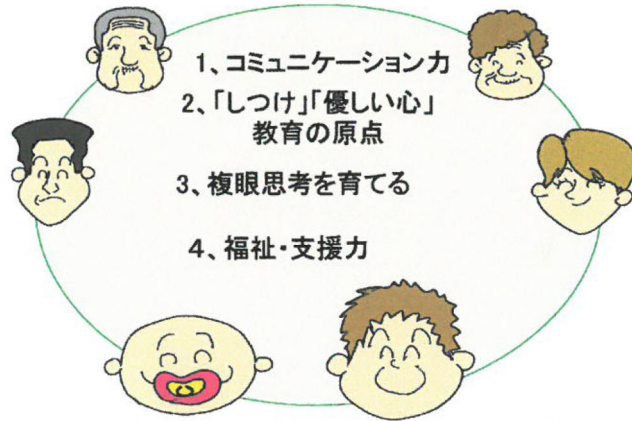 1、コミュニケーション力
2、「しつけ」「優しい心」
教育の原点
3、複眼思考を育てる
4、福祉・支援力